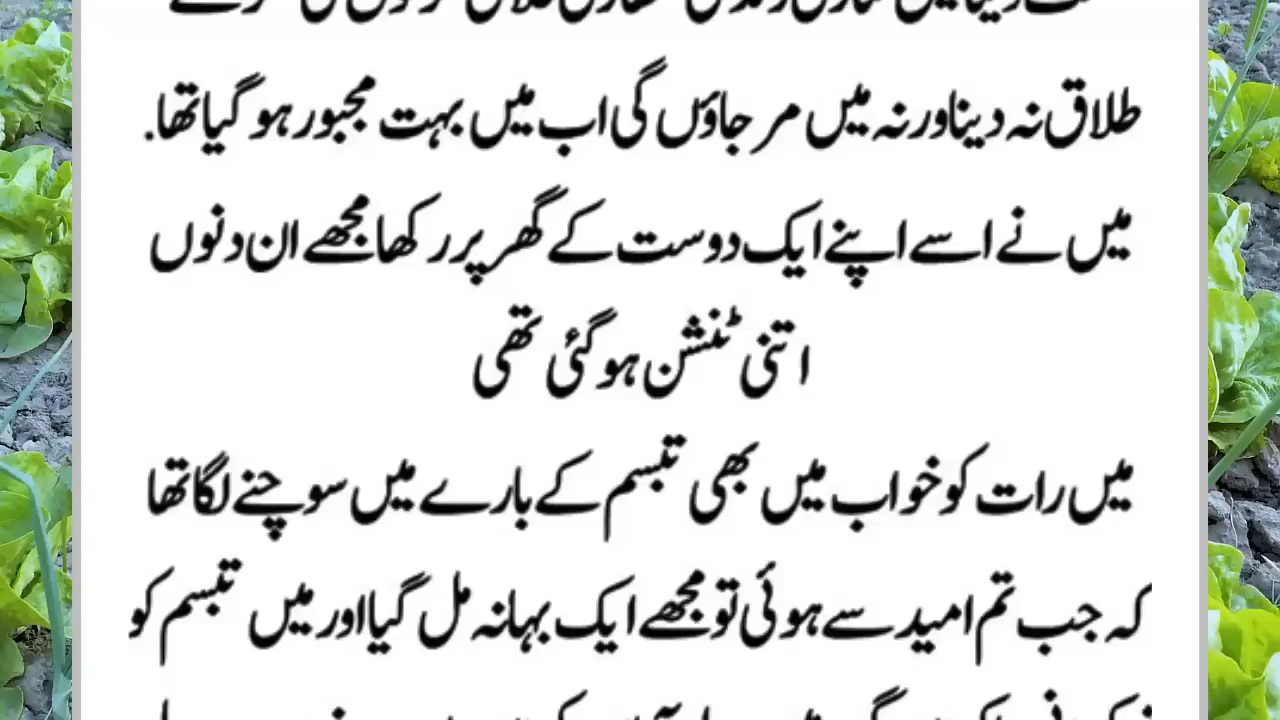 طلاق نہ دینا ورنہ میں مر جاؤں گی اب میں بہت مجبور ہو گیا تھا.
میں نے اسے اپنے ایک دوست کے گھر پر رکھا مجھے ان دنوں
اتنی ٹنشن ہو گئی تھی
میں رات کو خواب میں بھی تبسم کے بارے میں سوچنے لگا تھا
کہ جب تم امید سے ہوئی تو مجھے ایک بہانہ مل گیا اور میں تبسم کو